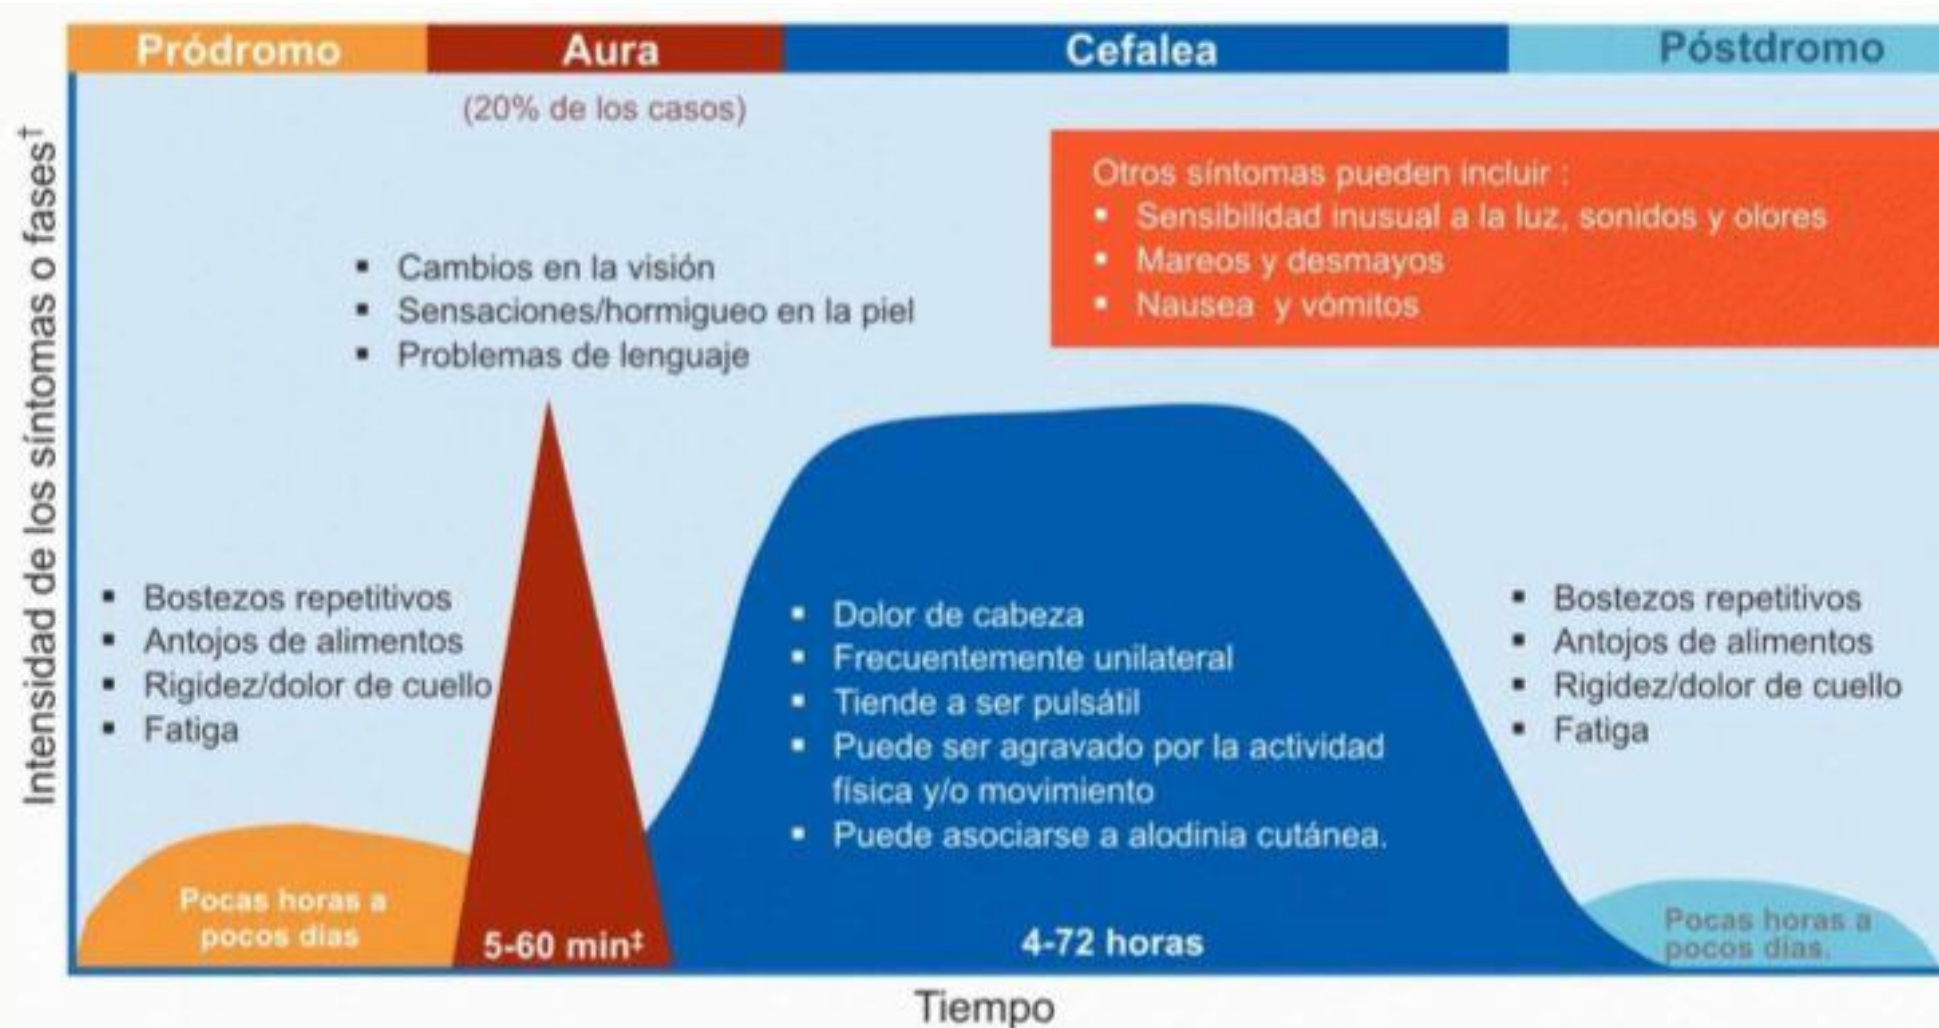 Pródromo
Aura
Cefalea
Póstdromo
(20% de los casos)
Intensidad de los síntomas o fases†
Otros síntomas pueden incluir :
▪ Sensibilidad inusual a la luz, sonidos y olores
▪ Mareos y desmayos
▪ Nausea y vómitos
▪ Cambios en la visión
▪ Sensaciones/hormigueo en la piel
▪ Problemas de lenguaje
▪ Bostezos repetitivos
▪ Antojos de alimentos
▪ Rigidez/dolor de cuello
▪ Fatiga
▪ Dolor de cabeza
▪ Frecuentemente unilateral
▪ Tiende a ser pulsátil
▪ Puede ser agravado por la actividad
física y/o movimiento
▪ Puede asociarse a alodinia cutánea.
▪ Bostezos repetitivos
▪ Antojos de alimentos
▪ Rigidez/dolor de cuello
▪ Fatiga
Pocas horas a
pocos dias
5-60 min‡
4-72 horas
Pocas horas a
pocos dias.
Tiempo